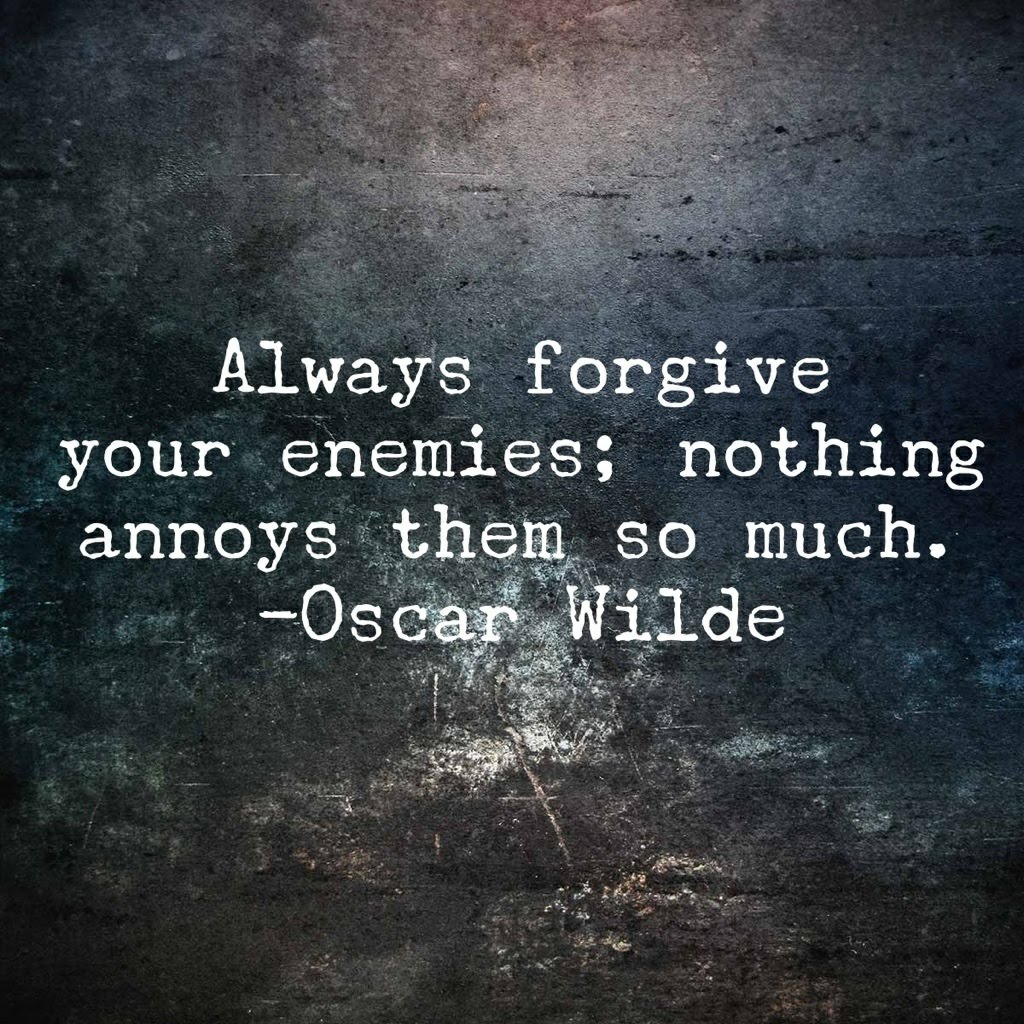 Always forgive
your enemies; nothing
annoys them so much.
-Oscar Wilde